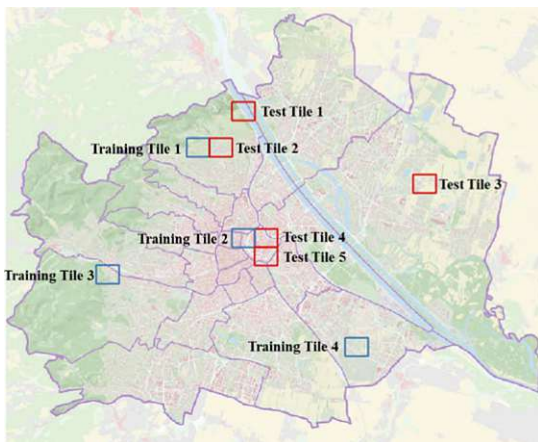 Test Tile 1
Training Tile 1 Test Tile 2
Test Tile 3
Training Tile 2 Test Tile 4
Test Tile 5
Training Tile 3
Training Tile 4